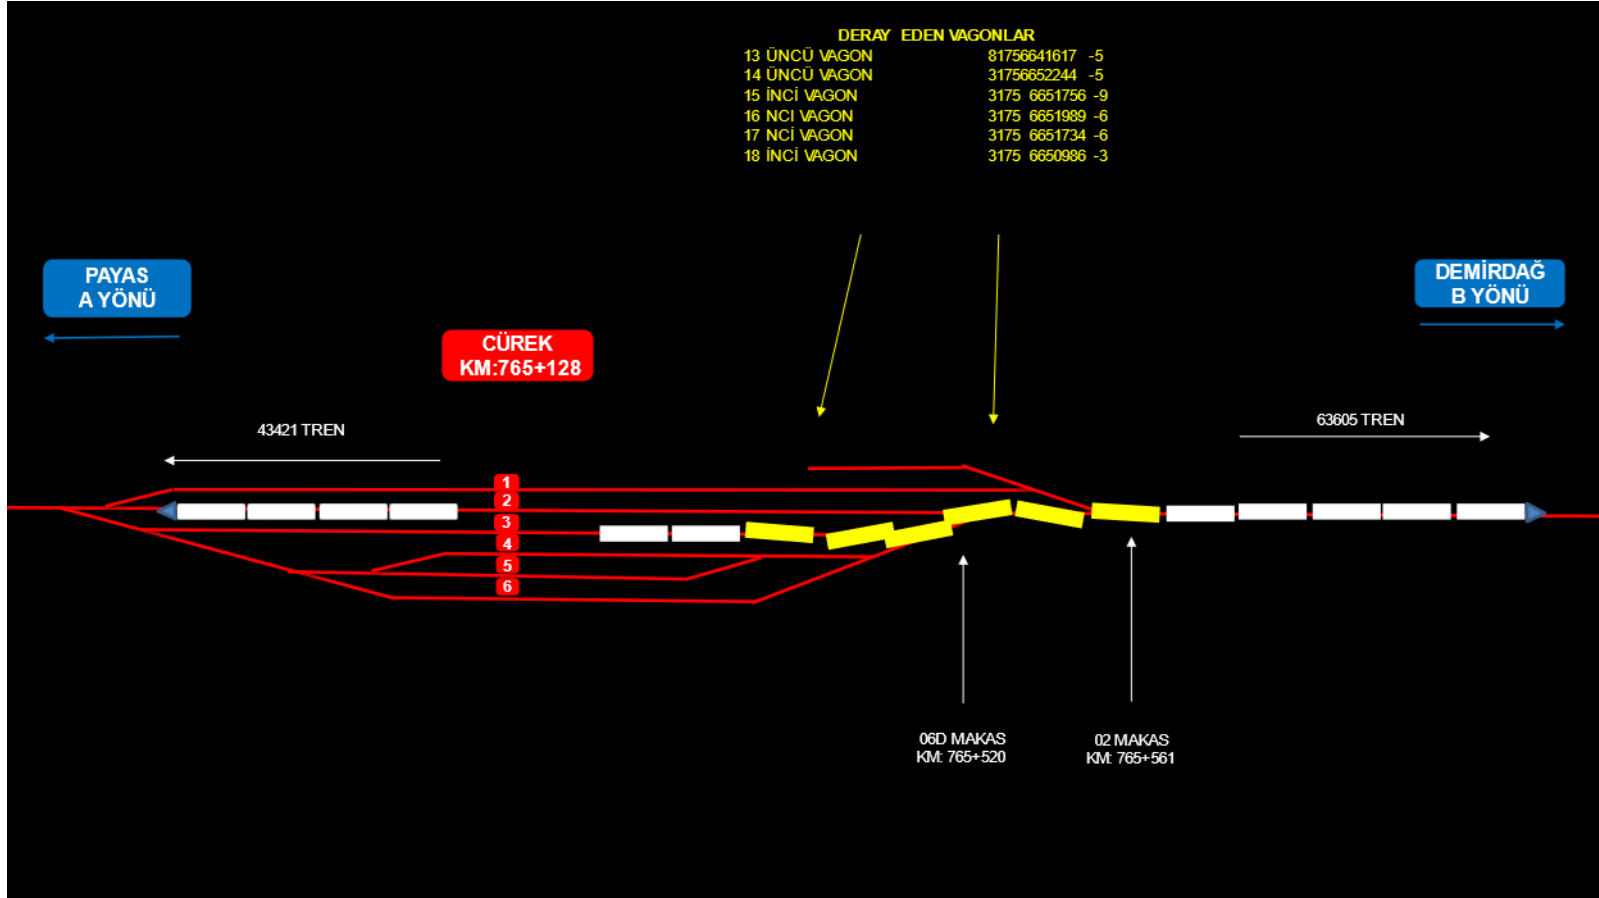 DERAY EDEN VAGONLAR
13 ÜNCÜ VAGON 81756641617 -5
14 ÜNCÜ VAGON 31756652244 -5
15 İNCİ VAGON 3175 6651756 -9
16 NCI VAGON 3175 6651989 -6
17 NCİ VAGON 3175 6651734 -6
18 İNCİ VAGON 3175 6650986 -3
PAYAS
A YÖNÜ
DEMİRDAĞ
B YÖNÜ
CÜREK
KM:765+128
43421 TREN
63605 TREN
1
2
3
4
5
6
06D MAKAS
KM: 765+520
02 MAKAS
KM: 765+561